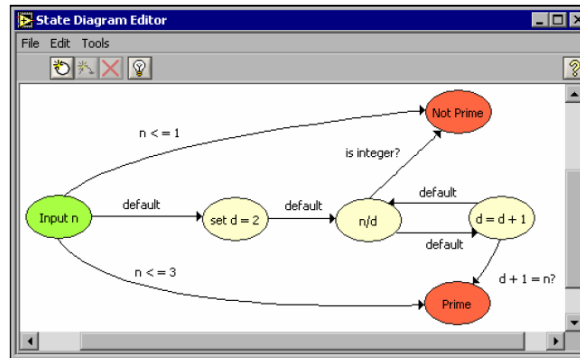 State Diagram Editor
File Edit Tools
?
Not Prime
n < = 1
is integer?
default
default
default
Input n
set d = 2
n/d
d = d + 1
default
n < = 3
d + 1 = n?
Prime